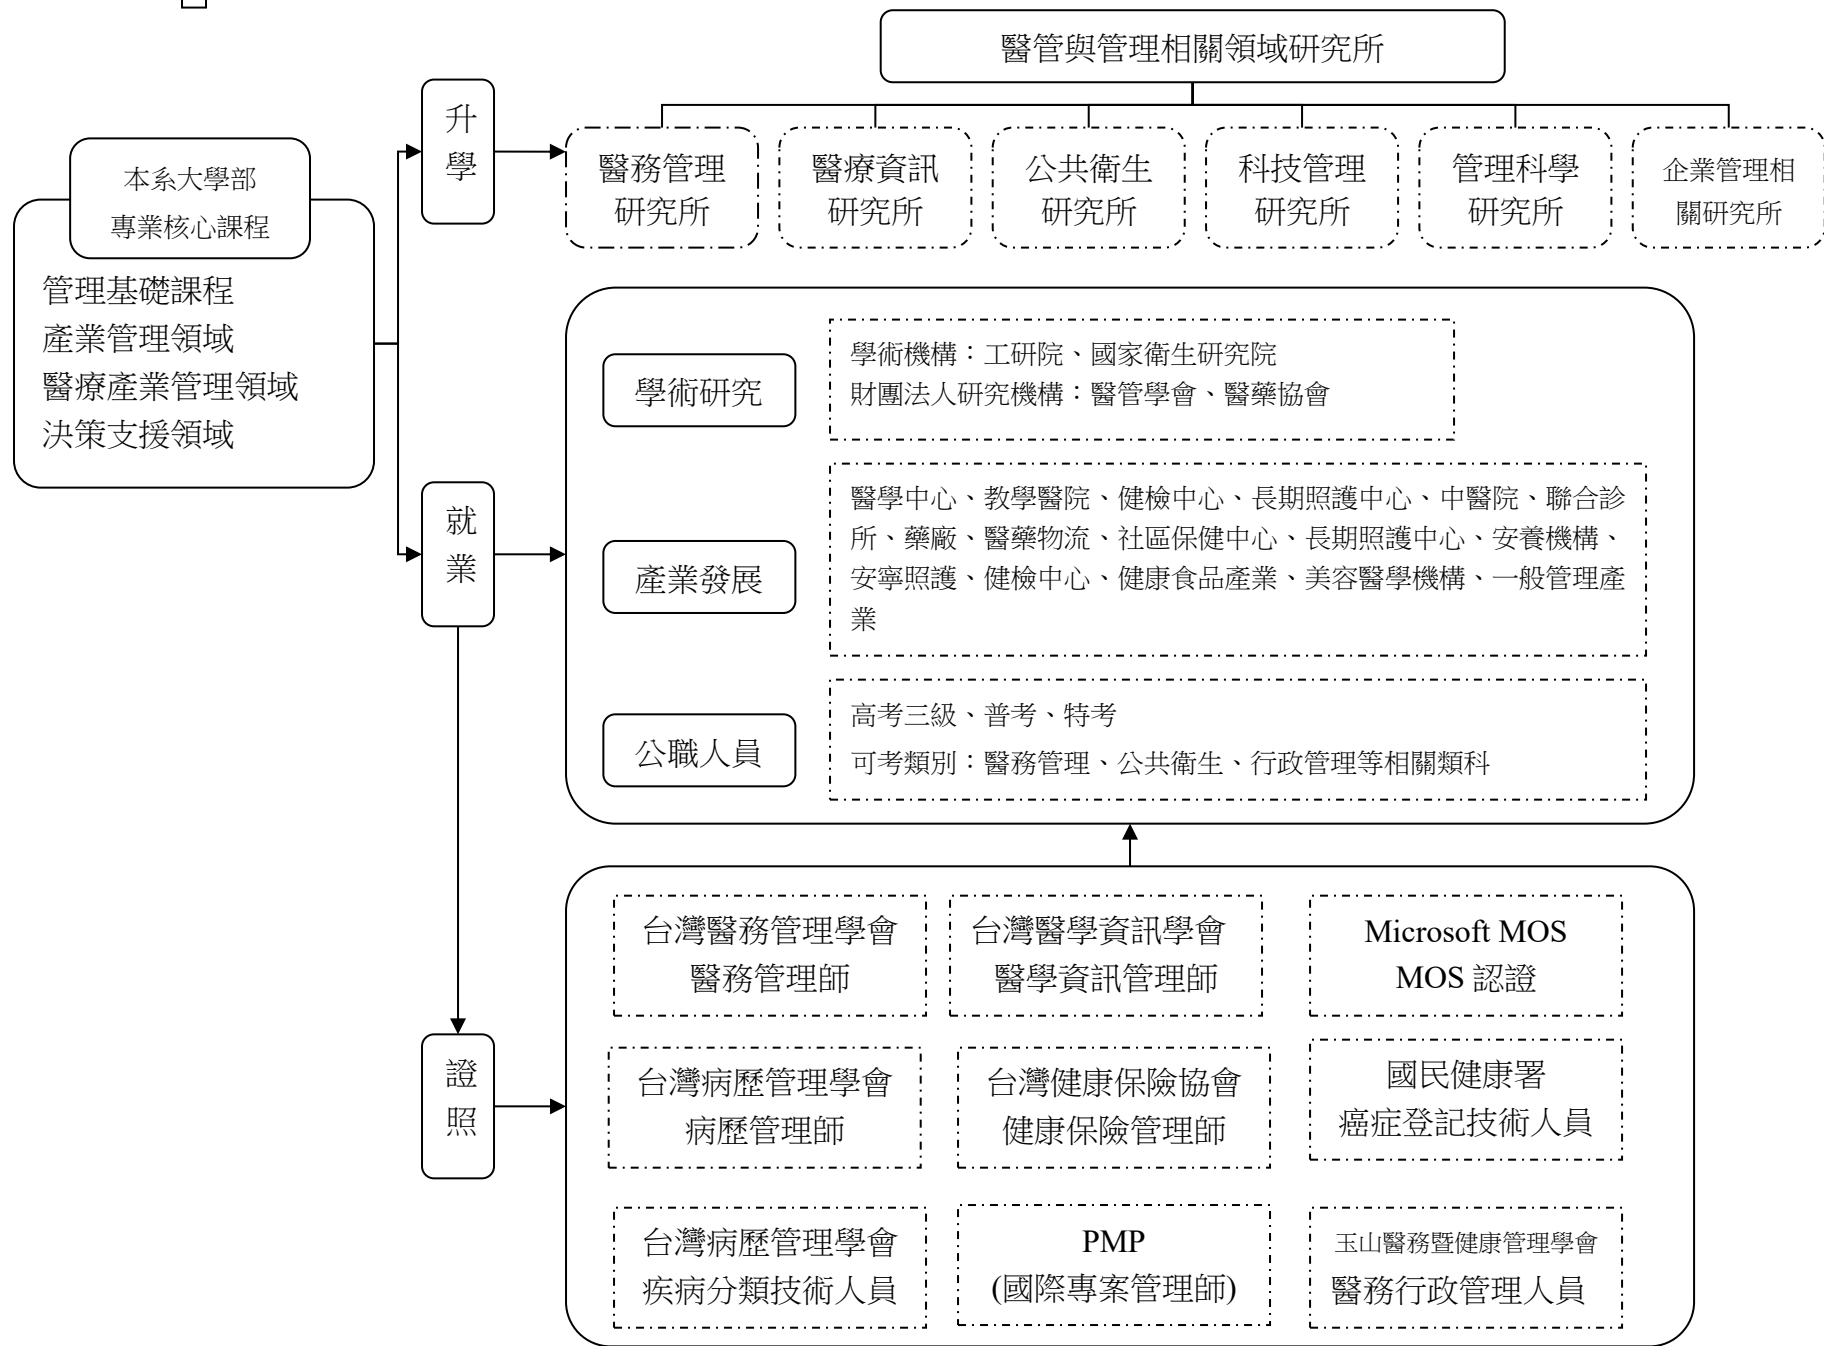 醫管與管理相關領域研究所
升
學
醫務管理
研究所
醫療資訊
研究所
公共衛生
研究所
科技管理
研究所
管理科學
研究所
企業管理相
關研究所
本系大學部
專業核心課程
管理基礎課程
產業管理領域
醫療產業管理領域
決策支援領域
就
業
學術研究
學術機構：工研院、國家衛生研究院
財團法人研究機構：醫管學會、醫藥協會
產業發展
醫學中心、教學醫院、健檢中心、長期照護中心、中醫院、聯合診
所、藥廠、醫藥物流、社區保健中心、長期照護中心、安養機構、
安寧照護、健檢中心、健康食品產業、美容醫學機構、一般管理產
業
公職人員
高考三級、普考、特考
可考類別：醫務管理、公共衛生、行政管理等相關類科
證
照
台灣醫務管理學會
醫務管理師
台灣醫學資訊學會
醫學資訊管理師
Microsoft MOS
MOS 認證
台灣病歷管理學會
病歷管理師
台灣健康保險協會
健康保險管理師
國民健康署
癌症登記技術人員
台灣病歷管理學會
疾病分類技術人員
PMP
(國際專案管理師)
玉山醫務暨健康管理學會
醫務行政管理人員